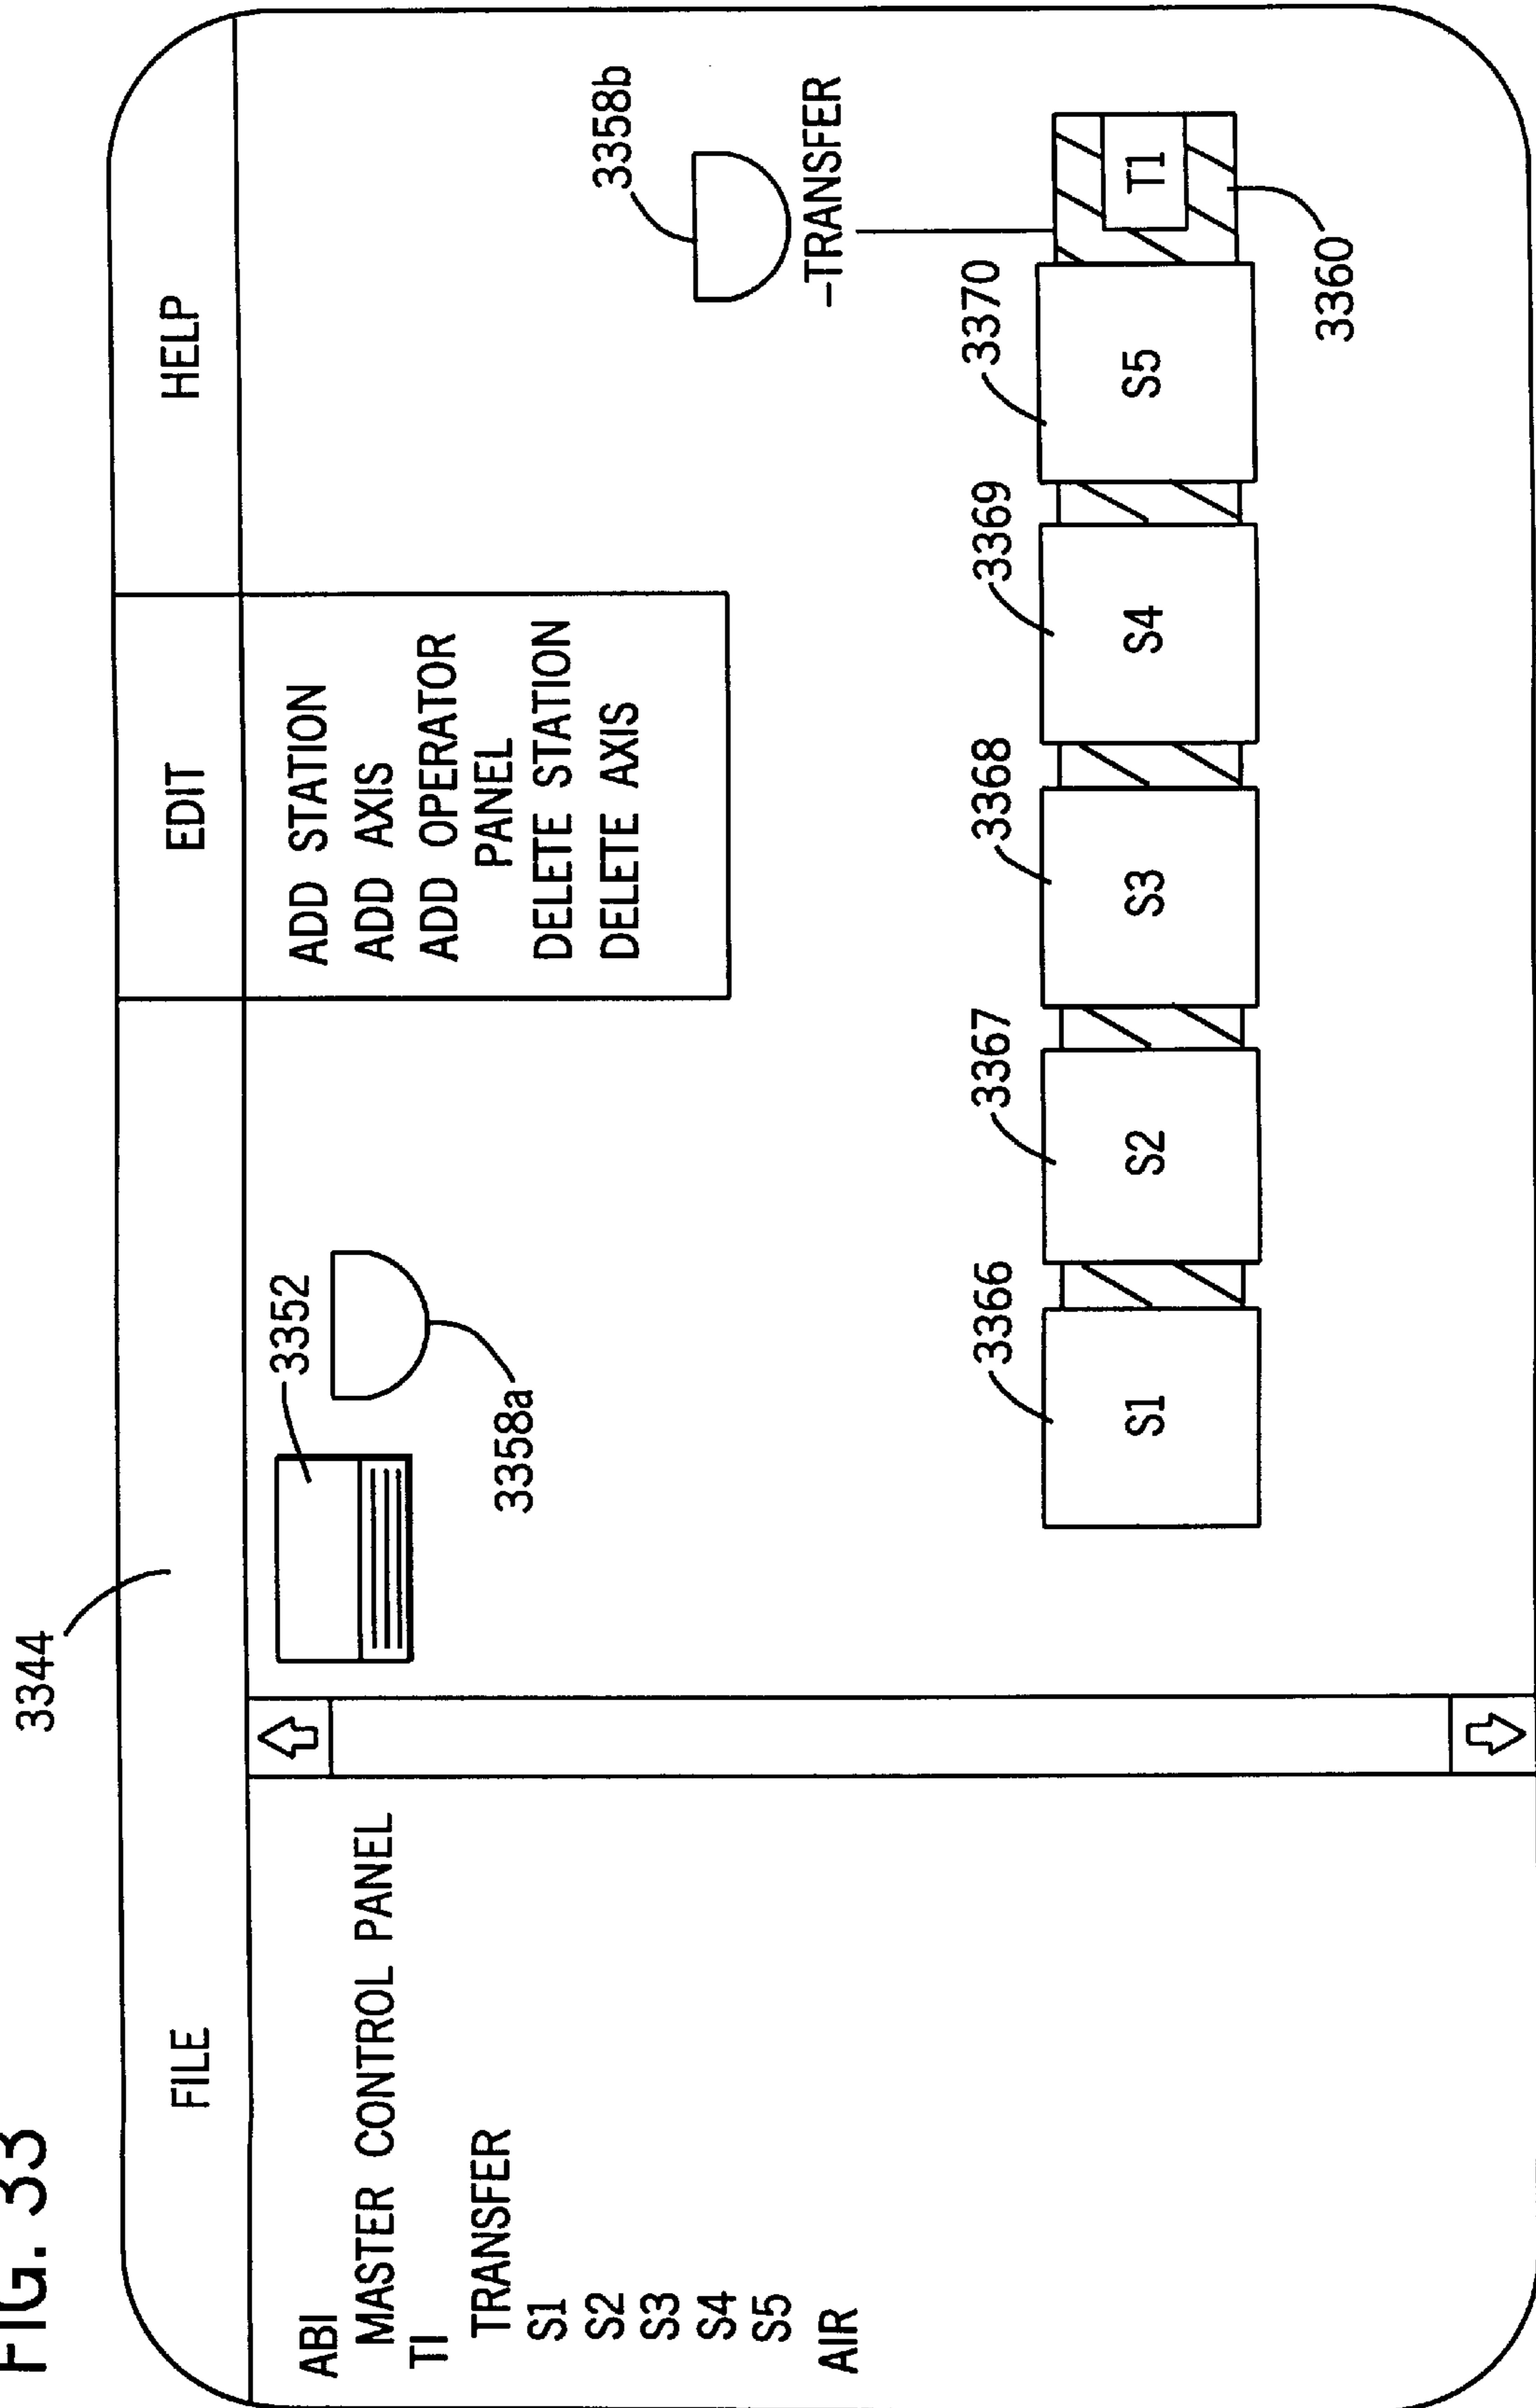 FIG. 33
3344
FILE
EDIT
HELP
ABI
MASTER CONTROL PANEL
TI
TRANSFER
S1
S2
S3
S4
S5
AIR
3352
3358a
ADD STATION
ADD AXIS
ADD OPERATOR
PANEL
DELETE STATION
DELETE AXIS
3358b
-TRANSFER
3366
3367
3368
3369
3370
S1
S2
S3
S4
S5
T1
3360